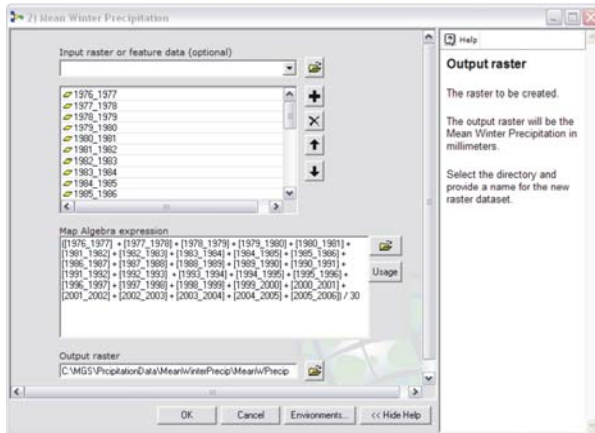 2) Mean Winter Precipitation
Input raster or feature data (optional)
1976_1977
1977_1978
1978_1979
1979_1980
1980_1981
1981_1982
1982_1983
1983_1984
1984_1985
1985_1986
Map Algebra expression
([1976_1977] + [1977_1978] + [1978_1979] + [1979_1980] + [1980_1981] +
[1981_1982] + [1982_1983] + [1983_1984] + [1984_1985] + [1985_1986] +
[1986_1987] + [1987_1988] + [1988_1989] + [1989_1990] + [1990_1991] +
[1991_1992] + [1992_1993] + [1993_1994] + [1994_1995] + [1995_1996] +
[1996_1997] + [1997_1998] + [1998_1999] + [1999_2000] + [2000_2001] +
[2001_2002] + [2002_2003] + [2003_2004] + [2004_2005] + [2005_2006]) / 30
Usage
Output raster
C:\MGS\PrcipitationData\MeanWinterPrecip\MeanWPrecip
OK
Cancel
Environments...
<< Hide Help
Help
Output raster
The raster to be created.
The output raster will be the
Mean Winter Precipitation in
millimeters.
Select the directory and
provide a name for the new
raster dataset.